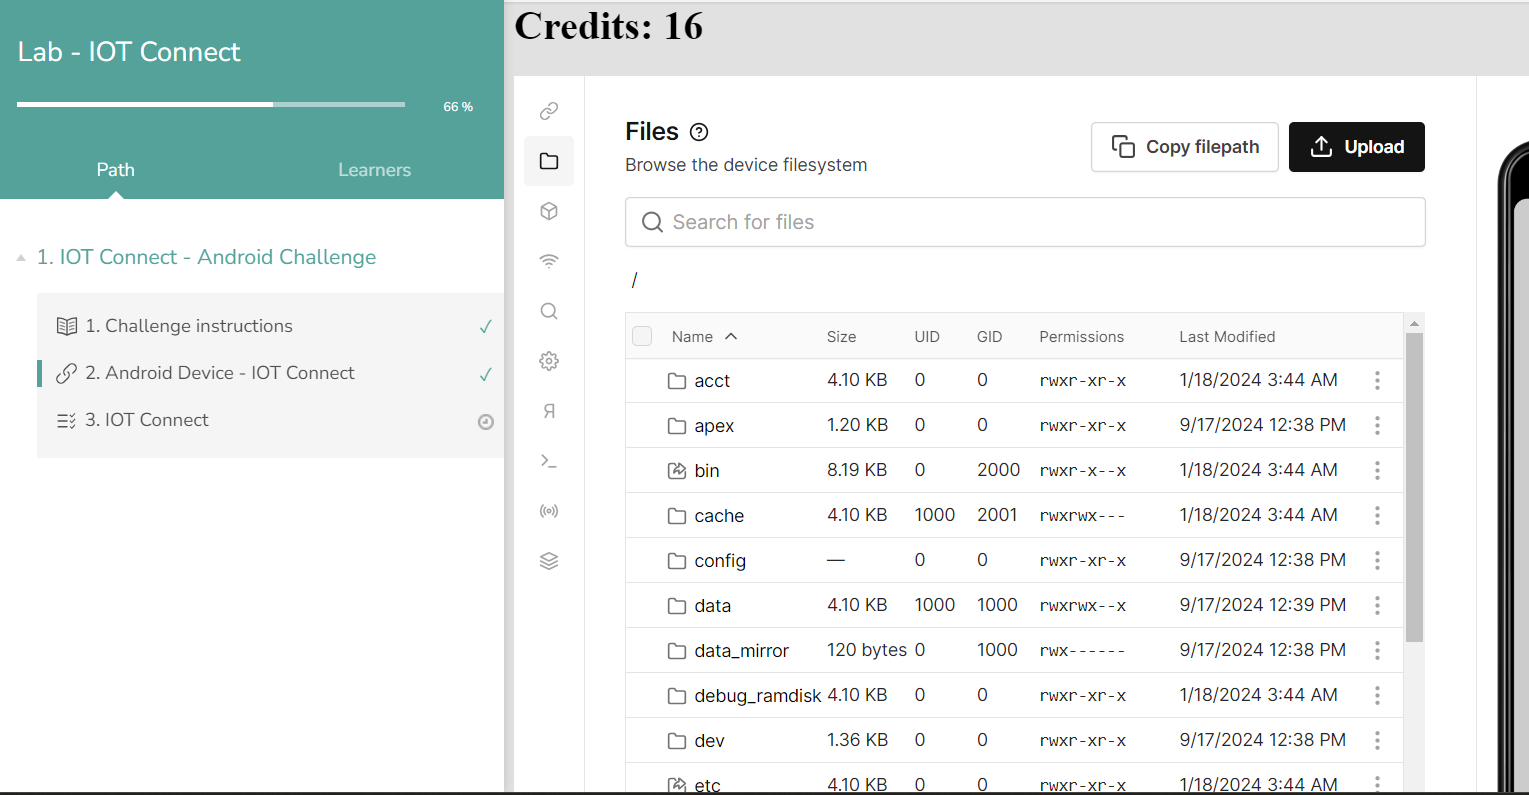 Lab - IOT Connect
66 %
Path
Learners
1. IOT Connect - Android Challenge
1. Challenge instructions
2. Android Device - IOT Connect
3. IOT Connect
Credits: 16
Files
Browse the device filesystem
Copy filepath
Upload
Search for files
/
Name Size UID GID Permissions Last Modified
acct 4.10 KB 0 0 rwxr-xr-x 1/18/2024 3:44 AM
apex 1.20 KB 0 0 rwxr-xr-x 9/17/2024 12:38 PM
bin 8.19 KB 0 2000 rwxr-x--x 1/18/2024 3:44 AM
cache 4.10 KB 1000 2001 rwxrwx--- 1/18/2024 3:44 AM
config — 0 0 rwxr-xr-x 9/17/2024 12:38 PM
data 4.10 KB 1000 1000 rwxrwx--x 9/17/2024 12:39 PM
data_mirror 120 bytes 0 1000 rwx------ 9/17/2024 12:38 PM
debug_ramdisk 4.10 KB 0 0 rwxr-xr-x 1/18/2024 3:44 AM
dev 1.36 KB 0 0 rwxr-xr-x 9/17/2024 12:38 PM
etc 4.10 KB 0 0 rwxr-xr-x 1/18/2024 3:44 AM